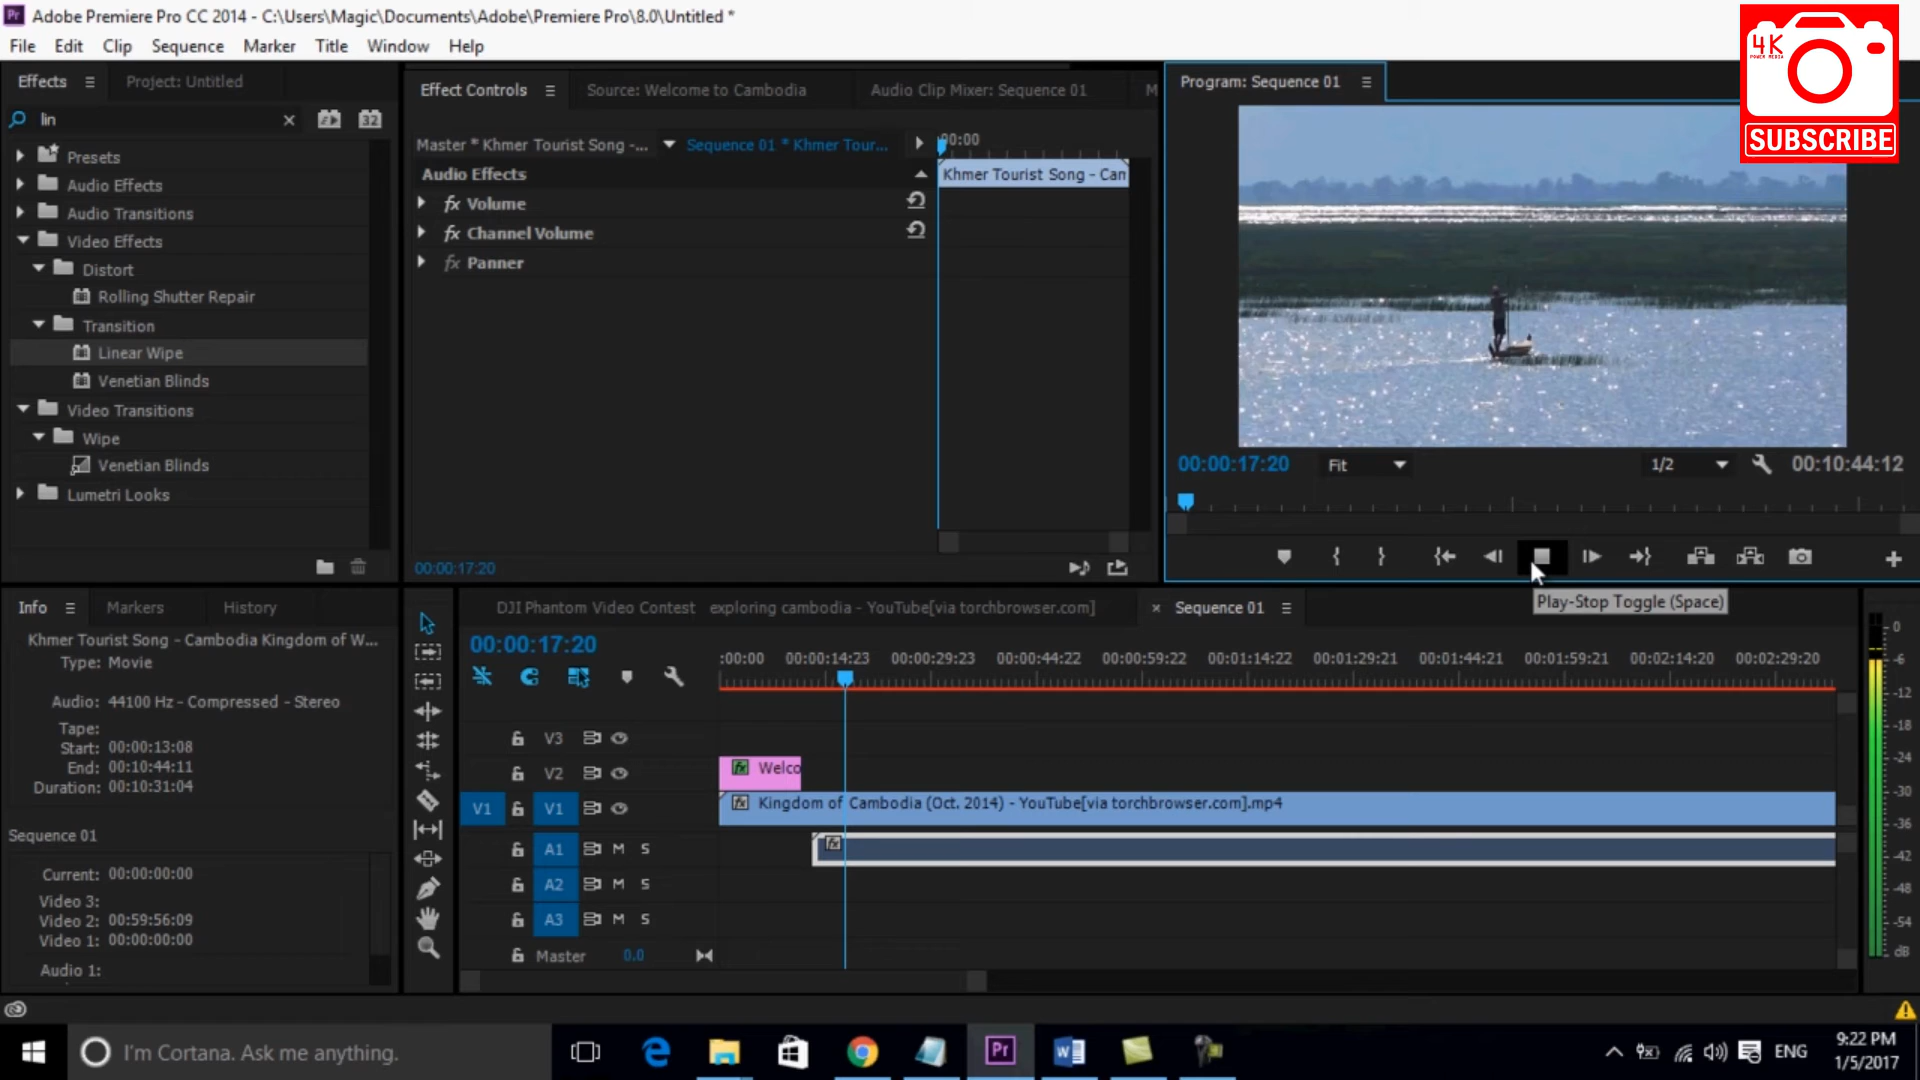 Adobe Premiere Pro CC 2014 - C:\Users\Magic\Documents\Adobe\Premiere Pro\8.0\Untitled *
File Edit Clip Sequence Marker Title Window Help
4K
POWER MEDIA
SUBSCRIBE
Effects Project: Untitled
lin
32
Presets
Audio Effects
Audio Transitions
Video Effects
Distort
Rolling Shutter Repair
Transition
Linear Wipe
Venetian Blinds
Video Transitions
Wipe
Venetian Blinds
Lumetri Looks
Effect Controls Source: Welcome to Cambodia Audio Clip Mixer: Sequence 01 M
Master * Khmer Tourist Song -... Sequence 01 * Khmer Tour...
Audio Effects
fx Volume
fx Channel Volume
fx Panner
:00:00
Khmer Tourist Song - Can
00:00:17:20
Program: Sequence 01
00:00:17:20 Fit 1/2 00:10:44:12
Play-Stop Toggle (Space)
Info Markers History
Khmer Tourist Song - Cambodia Kingdom of W...
Type: Movie
Audio: 44100 Hz - Compressed - Stereo
Tape:
Start: 00:00:13:08
End: 00:10:44:11
Duration: 00:10:31:04
Sequence 01
Current: 00:00:00:00
Video 3:
Video 2: 00:59:56:09
Video 1: 00:00:00:00
Audio 1:
DJI Phantom Video Contest exploring cambodia - YouTube[via torchbrowser.com] × Sequence 01
00:00:17:20
:00:00 00:00:14:23 00:00:29:23 00:00:44:22 00:00:59:22 00:01:14:22 00:01:29:21 00:01:44:21 00:01:59:21 00:02:14:20 00:02:29:20
V3
V2 fx Welco
V1 V1 fx Kingdom of Cambodia (Oct. 2014) - YouTube[via torchbrowser.com].mp4
A1 M S fx
A2 M S
A3 M S
Master 0.0
0
-6
-12
-18
-24
-30
-36
-42
-48
-54
dB
I'm Cortana. Ask me anything.
Pr
ENG
9:22 PM
1/5/2017